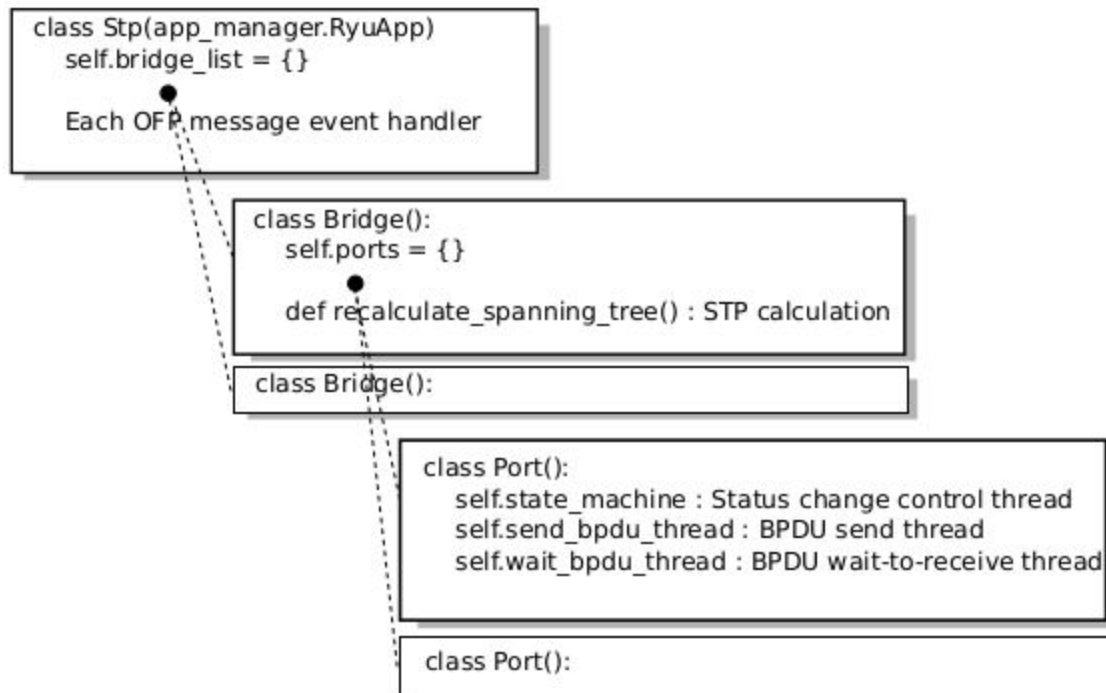 class Stp(app_manager.RyuApp)
self.bridge_list = {}
Each OFP message event handler
class Bridge():
self.ports = {}
def recalculate_spanning_tree() : STP calculation
class Bridge():
class Port():
self.state_machine : Status change control thread
self.send_bpdu_thread : BPDU send thread
self.wait_bpdu_thread : BPDU wait-to-receive thread
class Port():